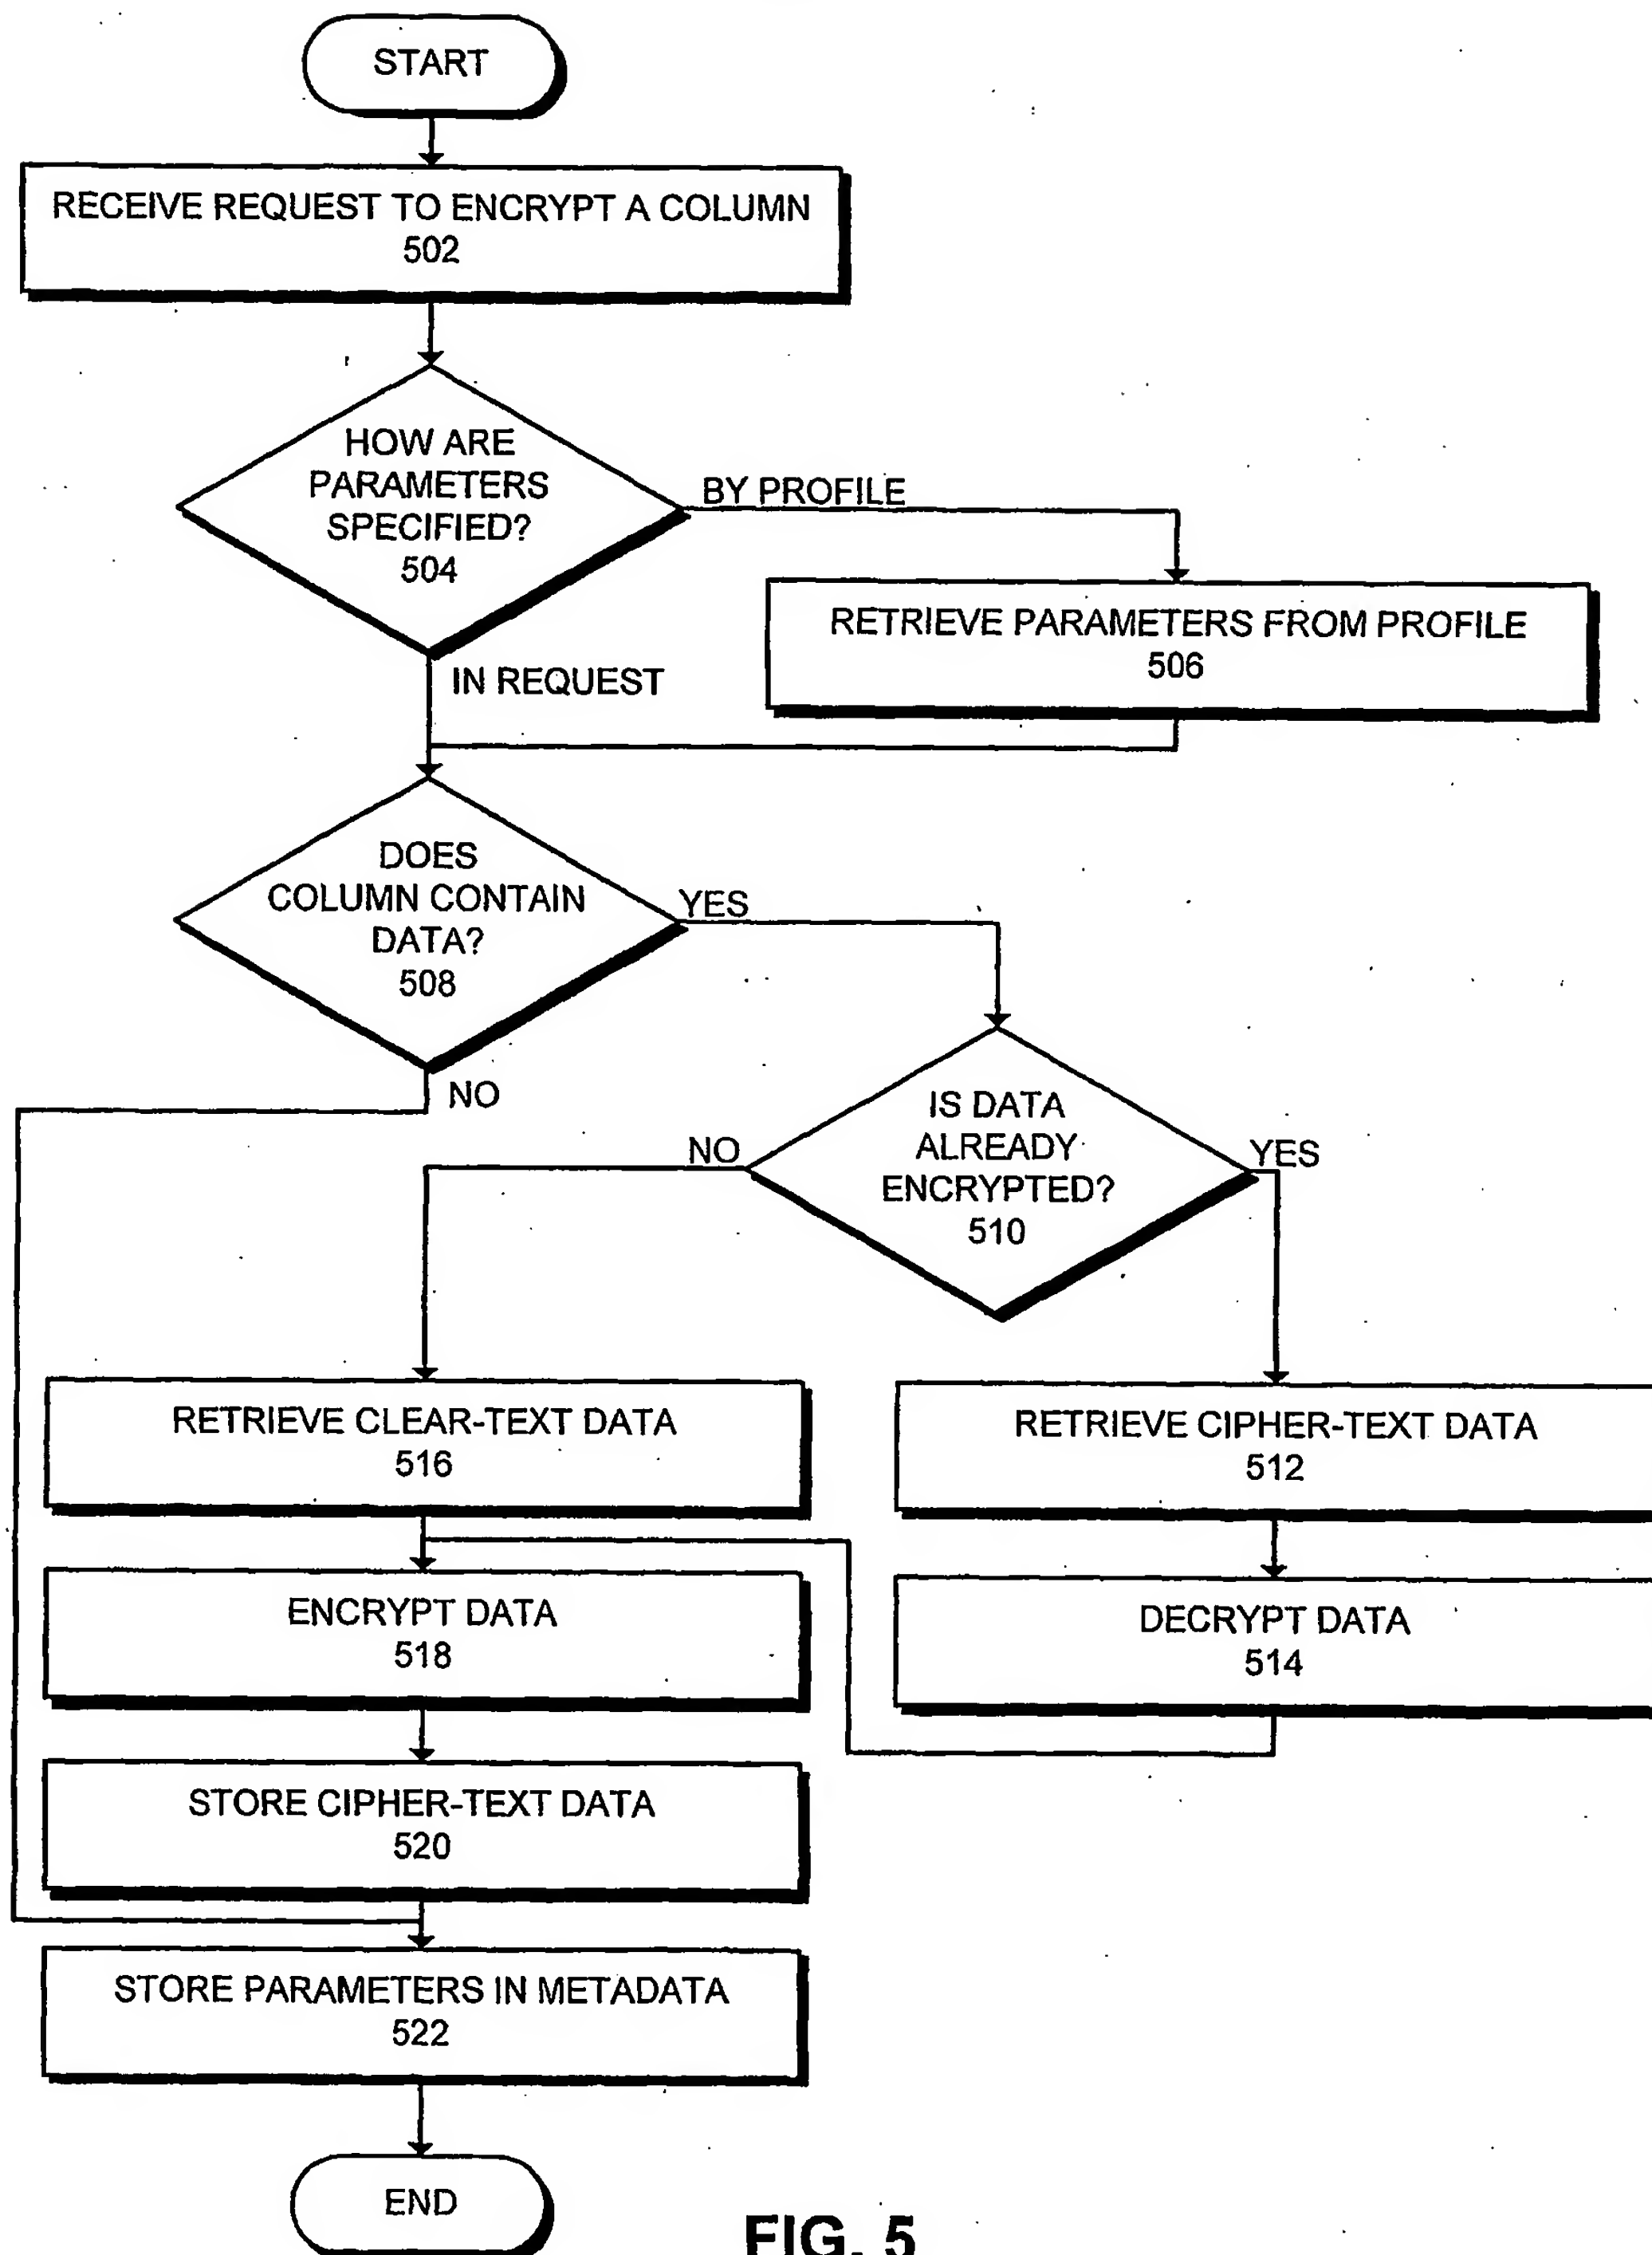 START
RECEIVE REQUEST TO ENCRYPT A COLUMN
502
HOW ARE
PARAMETERS
SPECIFIED?
504
BY PROFILE
RETRIEVE PARAMETERS FROM PROFILE
506
IN REQUEST
DOES
COLUMN CONTAIN
DATA?
508
YES
NO
IS DATA
ALREADY
ENCRYPTED?
510
NO
YES
RETRIEVE CLEAR-TEXT DATA
516
RETRIEVE CIPHER-TEXT DATA
512
ENCRYPT DATA
518
DECRYPT DATA
514
STORE CIPHER-TEXT DATA
520
STORE PARAMETERS IN METADATA
522
END
FIG. 5